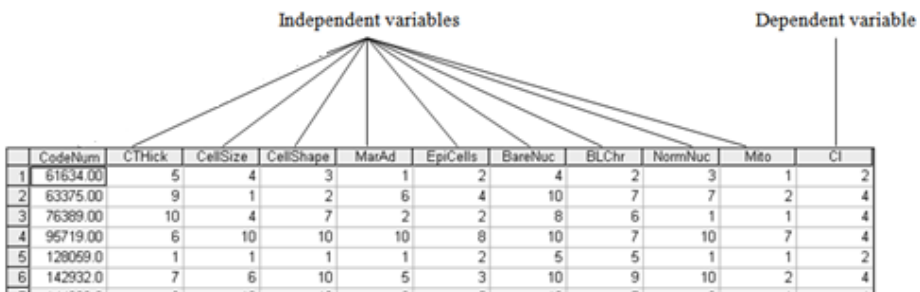 Independent variables Dependent variable
CodeNum CTHick CellSize CellShape MarAd EpiCells BareNuc BLChr NormNuc Mito Cl
1 61634.00 5 4 3 1 2 4 2 3 1 2
2 63375.00 9 1 2 6 4 10 7 7 2 4
3 76389.00 10 4 7 2 2 8 6 1 1 4
4 95719.00 6 10 10 10 8 10 7 10 7 4
5 128059.0 1 1 1 1 2 5 5 1 1 2
6 142932.0 7 6 10 5 3 10 9 10 2 4